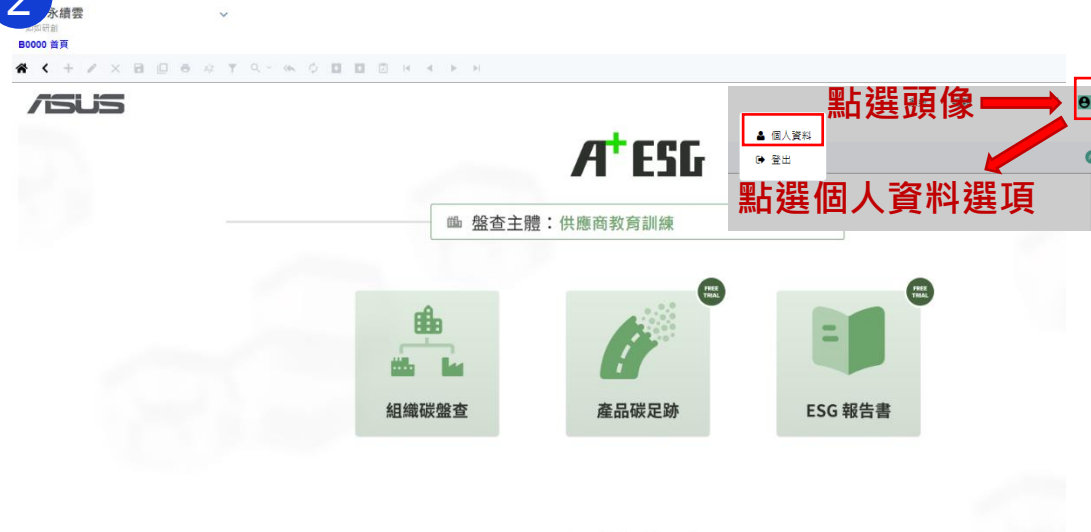 2
永續雲
B0000 首頁
ASUS
點選頭像
個人資料
登出
點選個人資料選項
A+ESG
盤查主體：供應商教育訓練
FREE TRIAL
FREE TRIAL
組織碳盤查
產品碳足跡
ESG 報告書